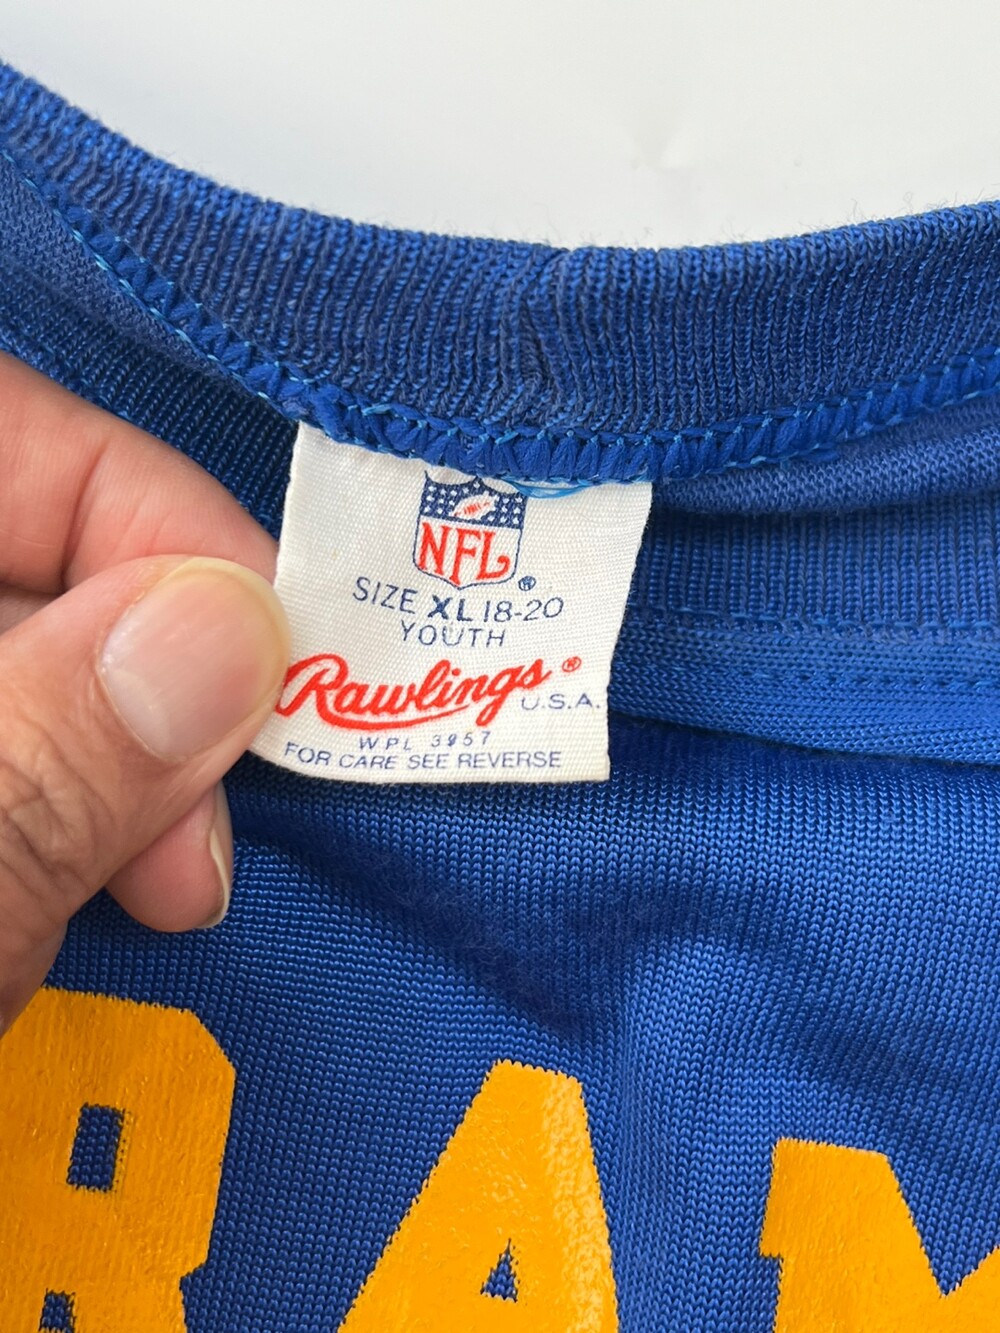 NFL®
SIZE XL 18-20
YOUTH
Rawlings®
U.S.A.
WPL 3957
FOR CARE SEE REVERSE
RAM